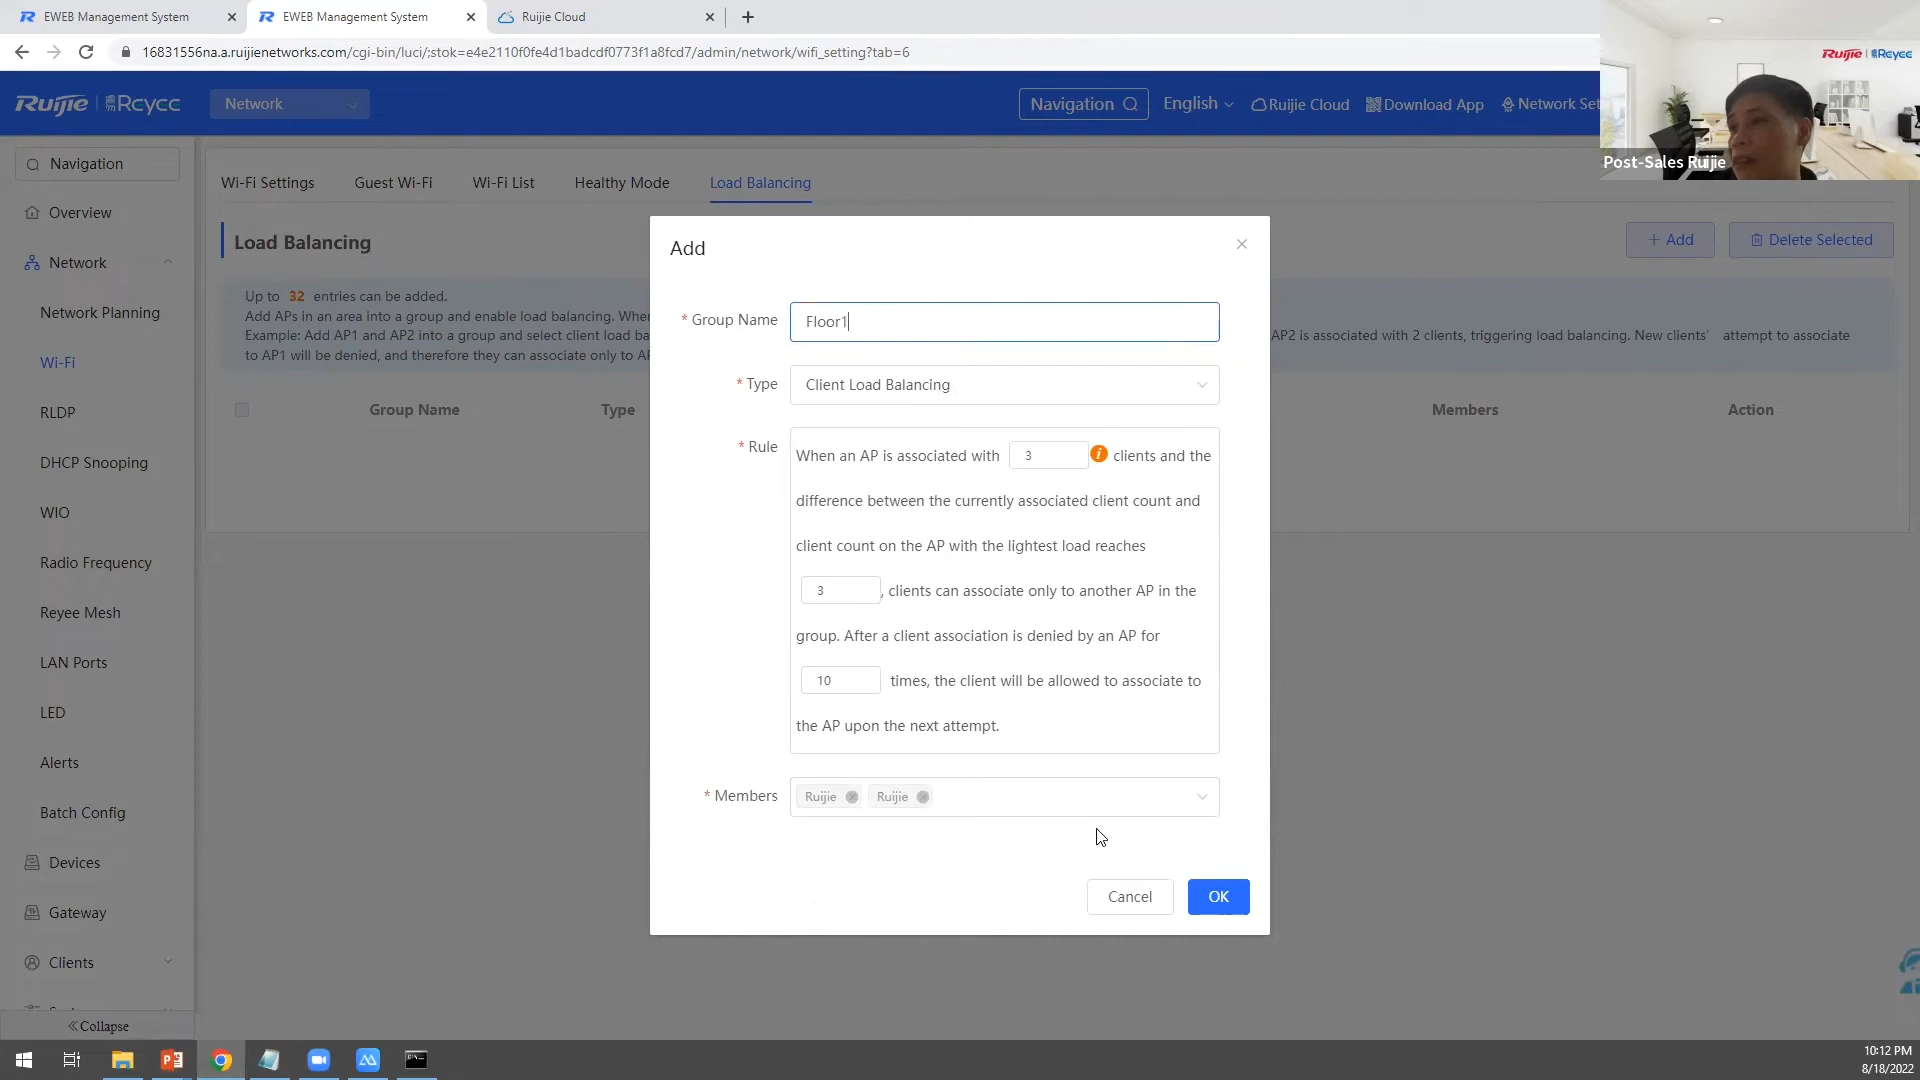 EWEB Management System
EWEB Management System
Ruijie Cloud
16831556na.a.ruijienetworks.com/cgi-bin/luci/;stok=e4e2110f0fe4d1badcdf0773f1a8fcd7/admin/network/wifi_setting?tab=6
Ruijie | Reyee
Network
Navigation
English
Ruijie Cloud
Download App
Network Set
Ruijie | Reyee
Post-Sales Ruijie
Navigation
Overview
Network
Network Planning
Wi-Fi
RLDP
DHCP Snooping
WIO
Radio Frequency
Reyee Mesh
LAN Ports
LED
Alerts
Batch Config
Devices
Gateway
Clients
Collapse
Wi-Fi Settings
Guest Wi-Fi
Wi-Fi List
Healthy Mode
Load Balancing
Load Balancing
+ Add
Delete Selected
Up to 32 entries can be added.
Add APs in an area into a group and enable load balancing. Whe
Example: Add AP1 and AP2 into a group and select client load ba
AP2 is associated with 2 clients, triggering load balancing. New clients' attempt to associate
to AP1 will be denied, and therefore they can associate only to AP
Group Name
Type
Members
Action
Add
* Group Name
Floor1
* Type
Client Load Balancing
* Rule
When an AP is associated with 3 clients and the
difference between the currently associated client count and
client count on the AP with the lightest load reaches
3, clients can associate only to another AP in the
group. After a client association is denied by an AP for
10 times, the client will be allowed to associate to
the AP upon the next attempt.
* Members
Ruijie
Ruijie
Cancel
OK
10:12 PM
8/18/2022